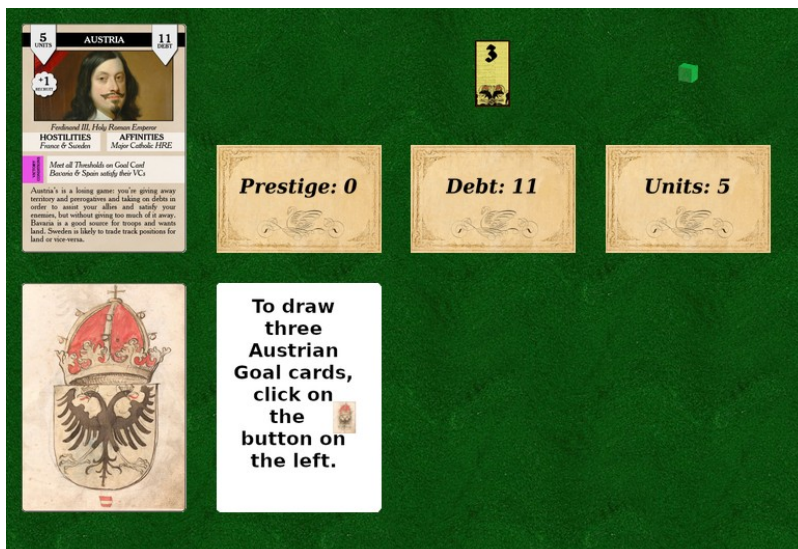 5
UNITS
AUSTRIA
11
DEBT
+1
RECRUIT
Ferdinand III, Holy Roman Emperor
HOSTILITIES
France & Sweden
AFFINITIES
Major Catholic HRE
Meet all Thresholds on Goal Card
Bavaria & Spain satisfy their VCs
Austria's is a losing game: you're giving away
territory and prerogatives and taking on debts in
order to assist your allies and satisfy your
enemies, but without giving too much of it away.
Bavaria is a good source for troops and wants
land. Sweden is likely to trade track positions for
land or vice-versa.
3
Prestige: 0
Debt: 11
Units: 5
To draw
three
Austrian
Goal cards,
click on
the
button on
the left.